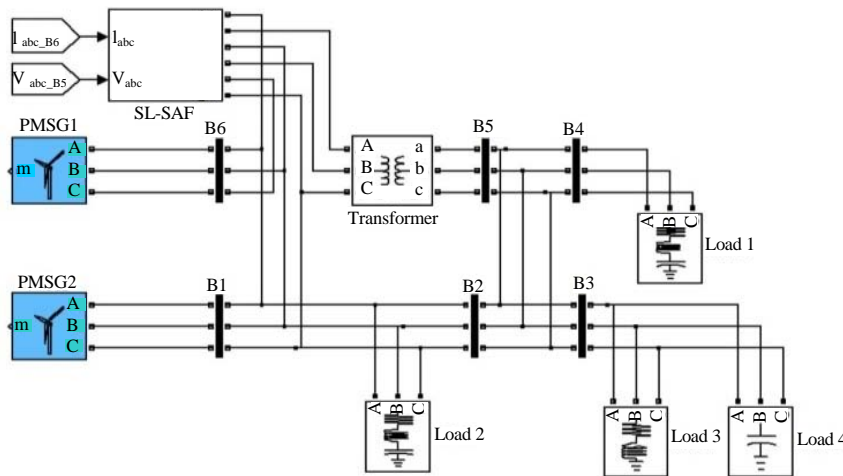 I abc_B6
Iabc
V abc_B5
Vabc
SL-SAF
PMSG1
B6
B5
B4
A
B
C
m
A
B
C
a
b
c
Transformer
A B C
Load 1
PMSG2
B1
B2
B3
A
B
C
m
A B C
Load 2
A B C
Load 3
A B C
Load 4